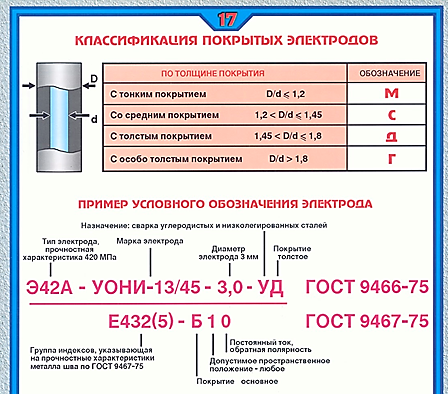 17
КЛАССИФИКАЦИЯ ПОКРЫТЫХ ЭЛЕКТРОДОВ
ПО ТОЛЩИНЕ ПОКРЫТИЯ ОБОЗНАЧЕНИЕ
D
d
С тонким покрытием D/d ⩽ 1,2 М
Со средним покрытием 1,2 < D/d ⩽ 1,45 С
С толстым покрытием 1,45 < D/d ⩽ 1,8 Д
С особо толстым покрытием D/d > 1,8 Г
ПРИМЕР УСЛОВНОГО ОБОЗНАЧЕНИЯ ЭЛЕКТРОДА
Назначение: сварка углеродистых и низколегированных сталей
Тип электрода,
прочностная
характеристика 420 МПа
Марка электрода
Диаметр
электрода 3 мм
Покрытие
толстое
Э42А - УОНИ-13/45 - 3,0 - УД ГОСТ 9466-75
Е432(5) - Б 1 0 ГОСТ 9467-75
Группа индексов, указывающая
на прочностные характеристики
металла шва по ГОСТ 9467-75
Постоянный ток,
обратная полярность
Допустимое пространственное
положение - любое
Покрытие основное